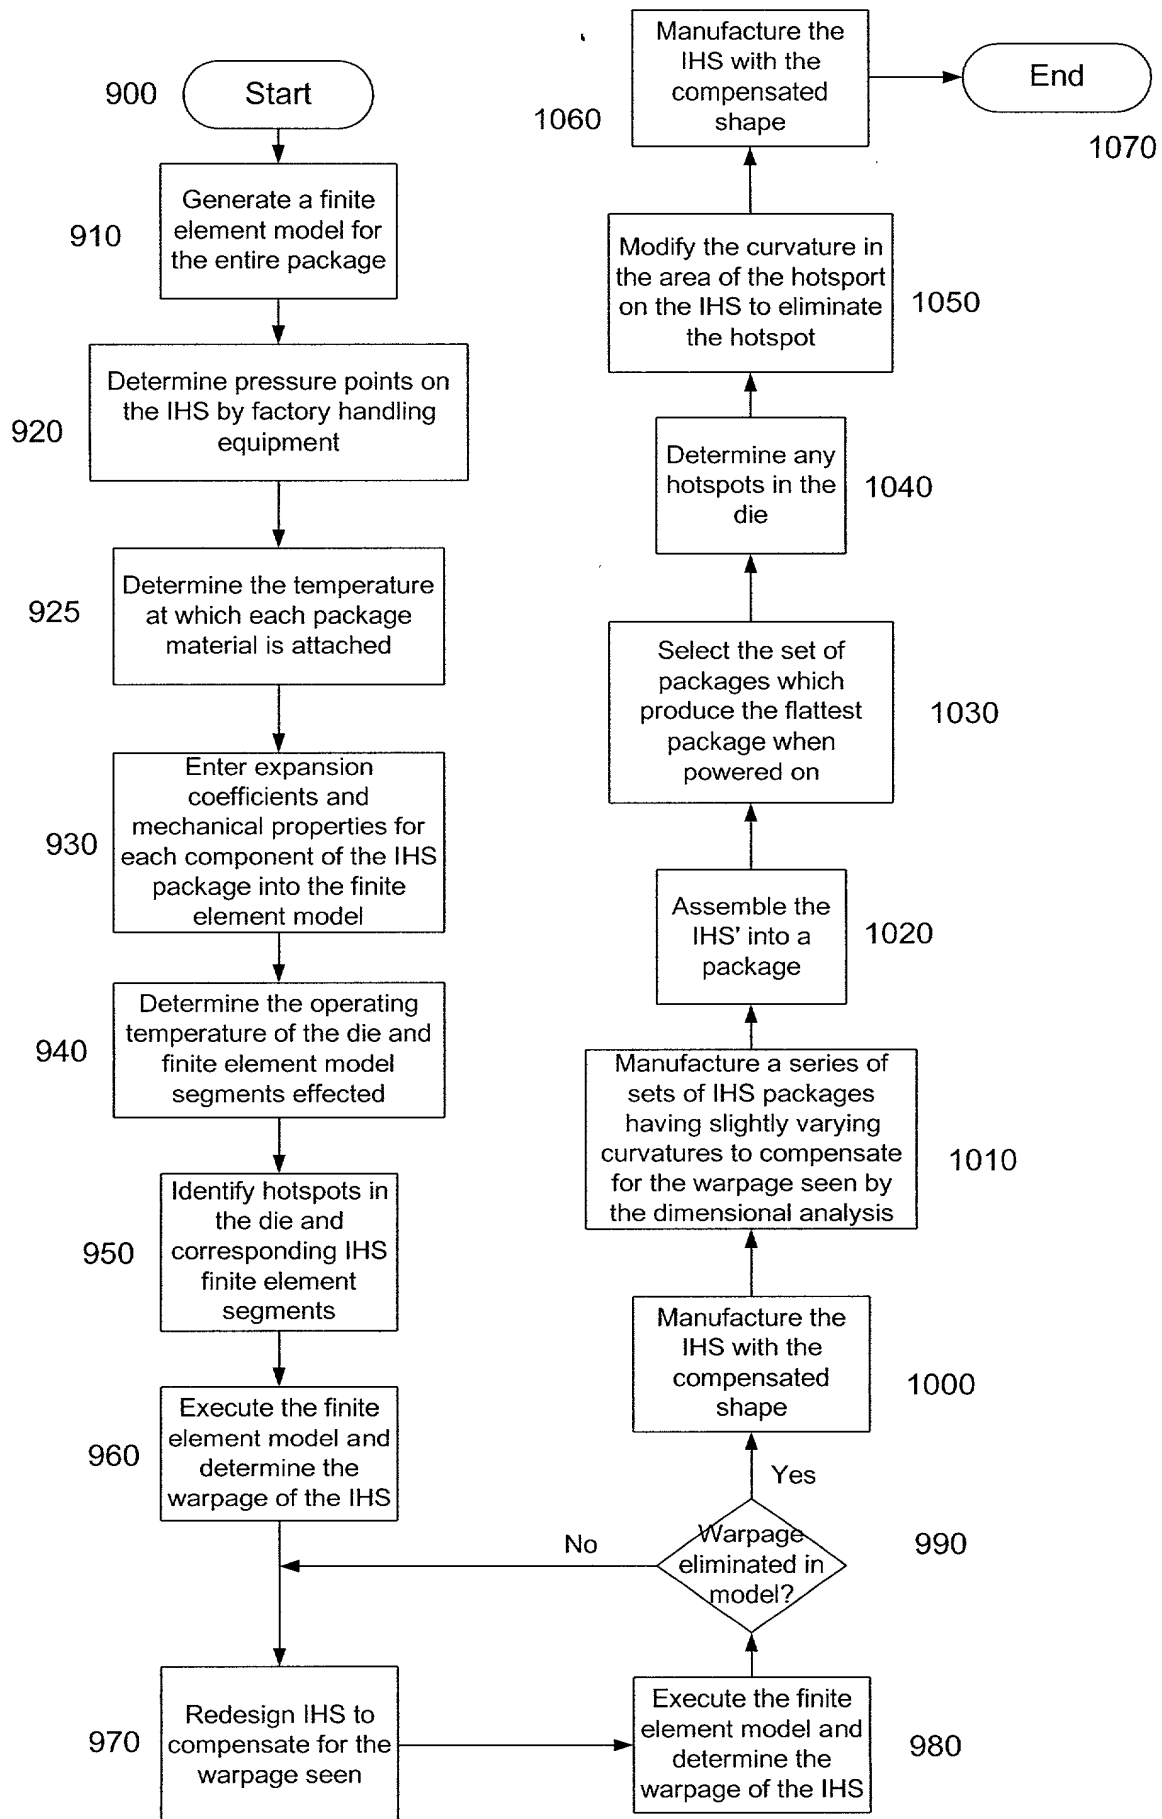 900
Start
910
Generate a finite
element model for
the entire package
920
Determine pressure points on
the IHS by factory handling
equipment
925
Determine the temperature
at which each package
material is attached
930
Enter expansion
coefficients and
mechanical properties for
each component of the IHS
package into the finite
element model
940
Determine the operating
temperature of the die and
finite element model
segments effected
950
Identify hotspots in
the die and
corresponding IHS
finite element
segments
960
Execute the finite
element model and
determine the
warpage of the IHS
970
Redesign IHS to
compensate for the
warpage seen
Execute the finite
element model and
determine the
warpage of the IHS
980
No
Warpage
eliminated in
model?
990
Yes
Manufacture the
IHS with the
compensated
shape
1000
Manufacture a series of
sets of IHS packages
having slightly varying
curvatures to compensate
for the warpage seen by
the dimensional analysis
1010
Assemble the
IHS' into a
package
1020
Select the set of
packages which
produce the flattest
package when
powered on
1030
Determine any
hotspots in the
die
1040
Modify the curvature in
the area of the hotsport
on the IHS to eliminate
the hotspot
1050
Manufacture the
IHS with the
compensated
shape
1060
End
1070